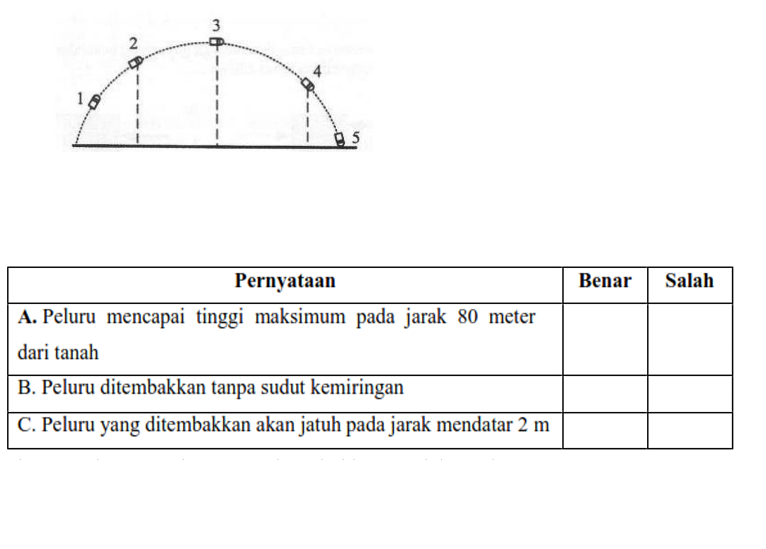 3
2
4
1
5
Pernyataan Benar Salah
A. Peluru mencapai tinggi maksimum pada jarak 80 meter
dari tanah
B. Peluru ditembakkan tanpa sudut kemiringan
C. Peluru yang ditembakkan akan jatuh pada jarak mendatar 2 m